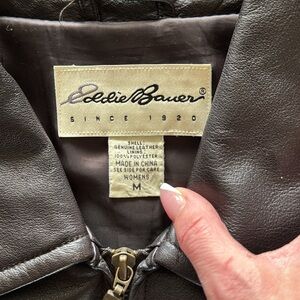 Eddie Bauer®
SINCE 1920
SHELL:
GENUINE LEATHER
LINING:
100% POLYESTER
MADE IN CHINA
SEE SIDE FOR CARE
WOMENS
M